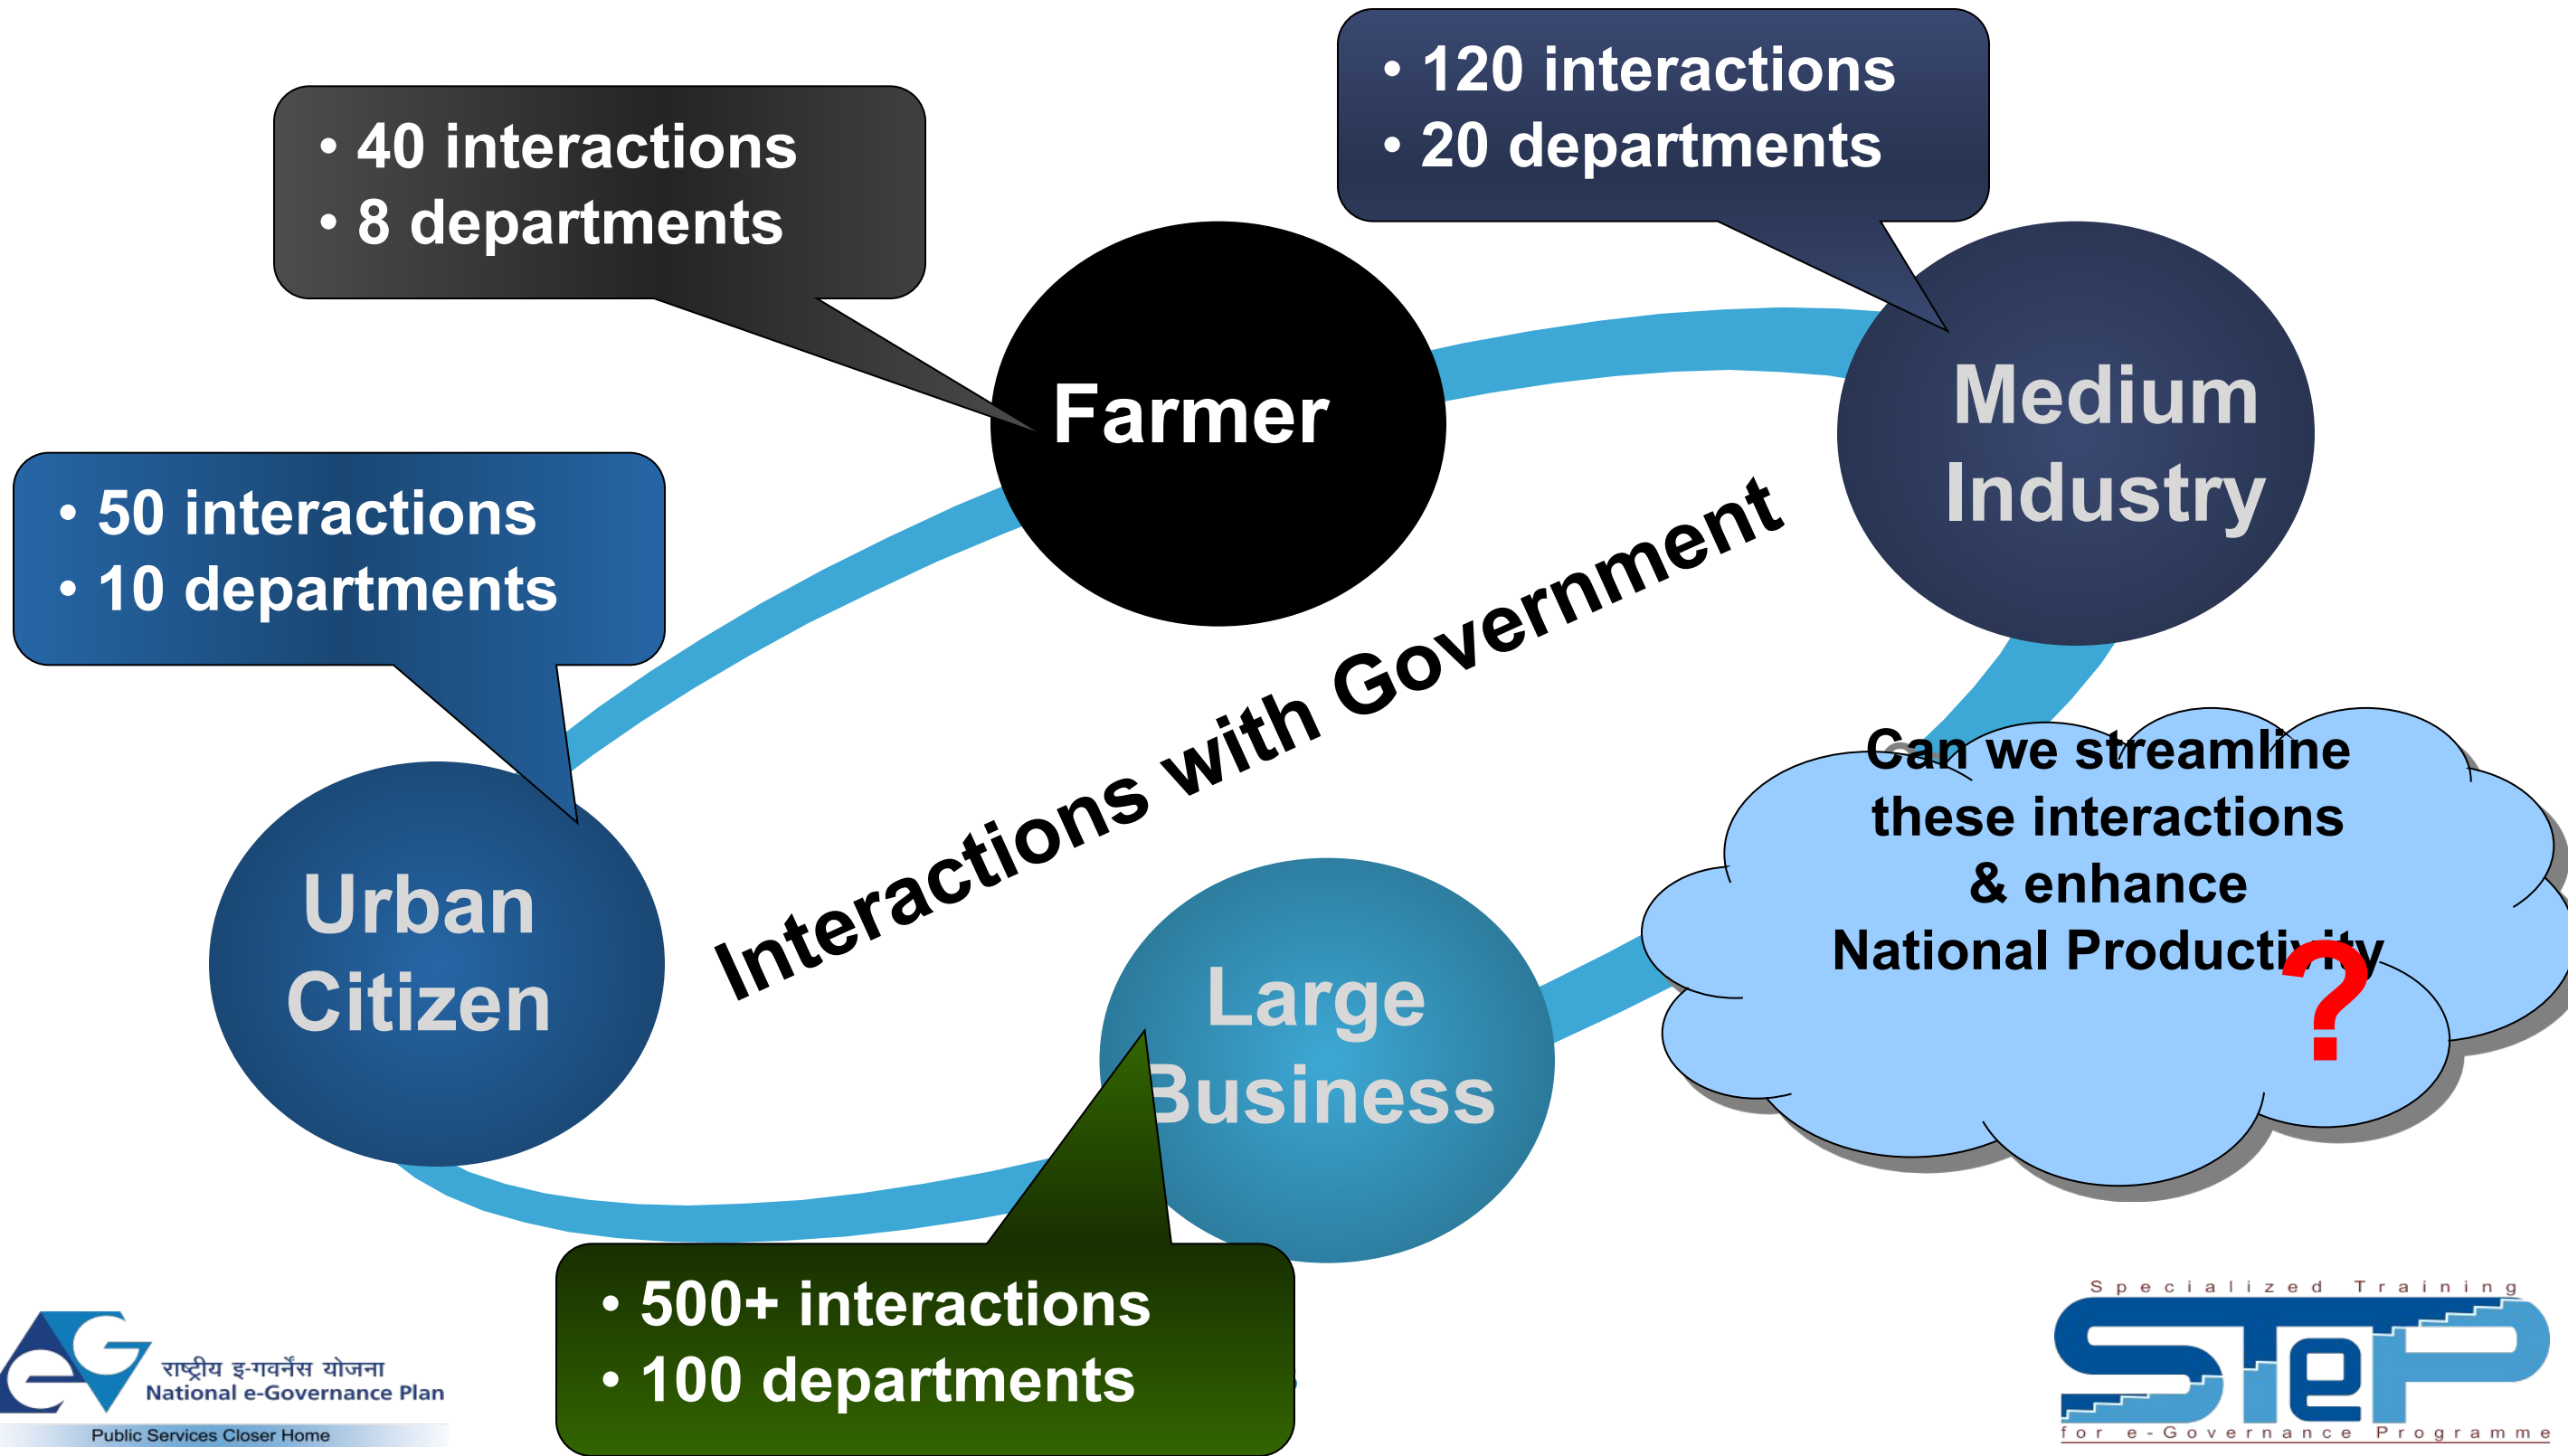 • 120 interactions
• 20 departments
• 40 interactions
• 8 departments
Farmer
Medium
Industry
• 50 interactions
• 10 departments
Interactions with Government
Can we streamline
these interactions
& enhance
National Productivity
?
Urban
Citizen
Large
Business
• 500+ interactions
• 100 departments
राष्ट्रीय इ-गवर्नेंस योजना
National e-Governance Plan
Public Services Closer Home
Specialized Training
STeP
for e-Governance Programme